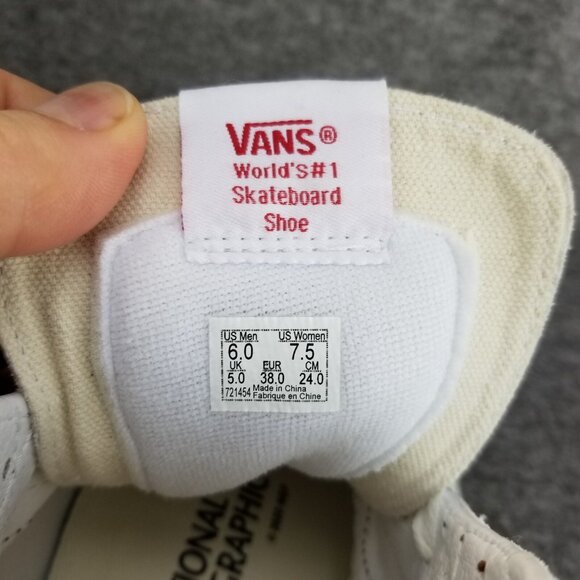 VANS®
World's#1
Skateboard
Shoe
US Men US Women
6.0 7.5
UK EUR CM
5.0 38.0 24.0
721454 Made in China
Fabrique en Chine